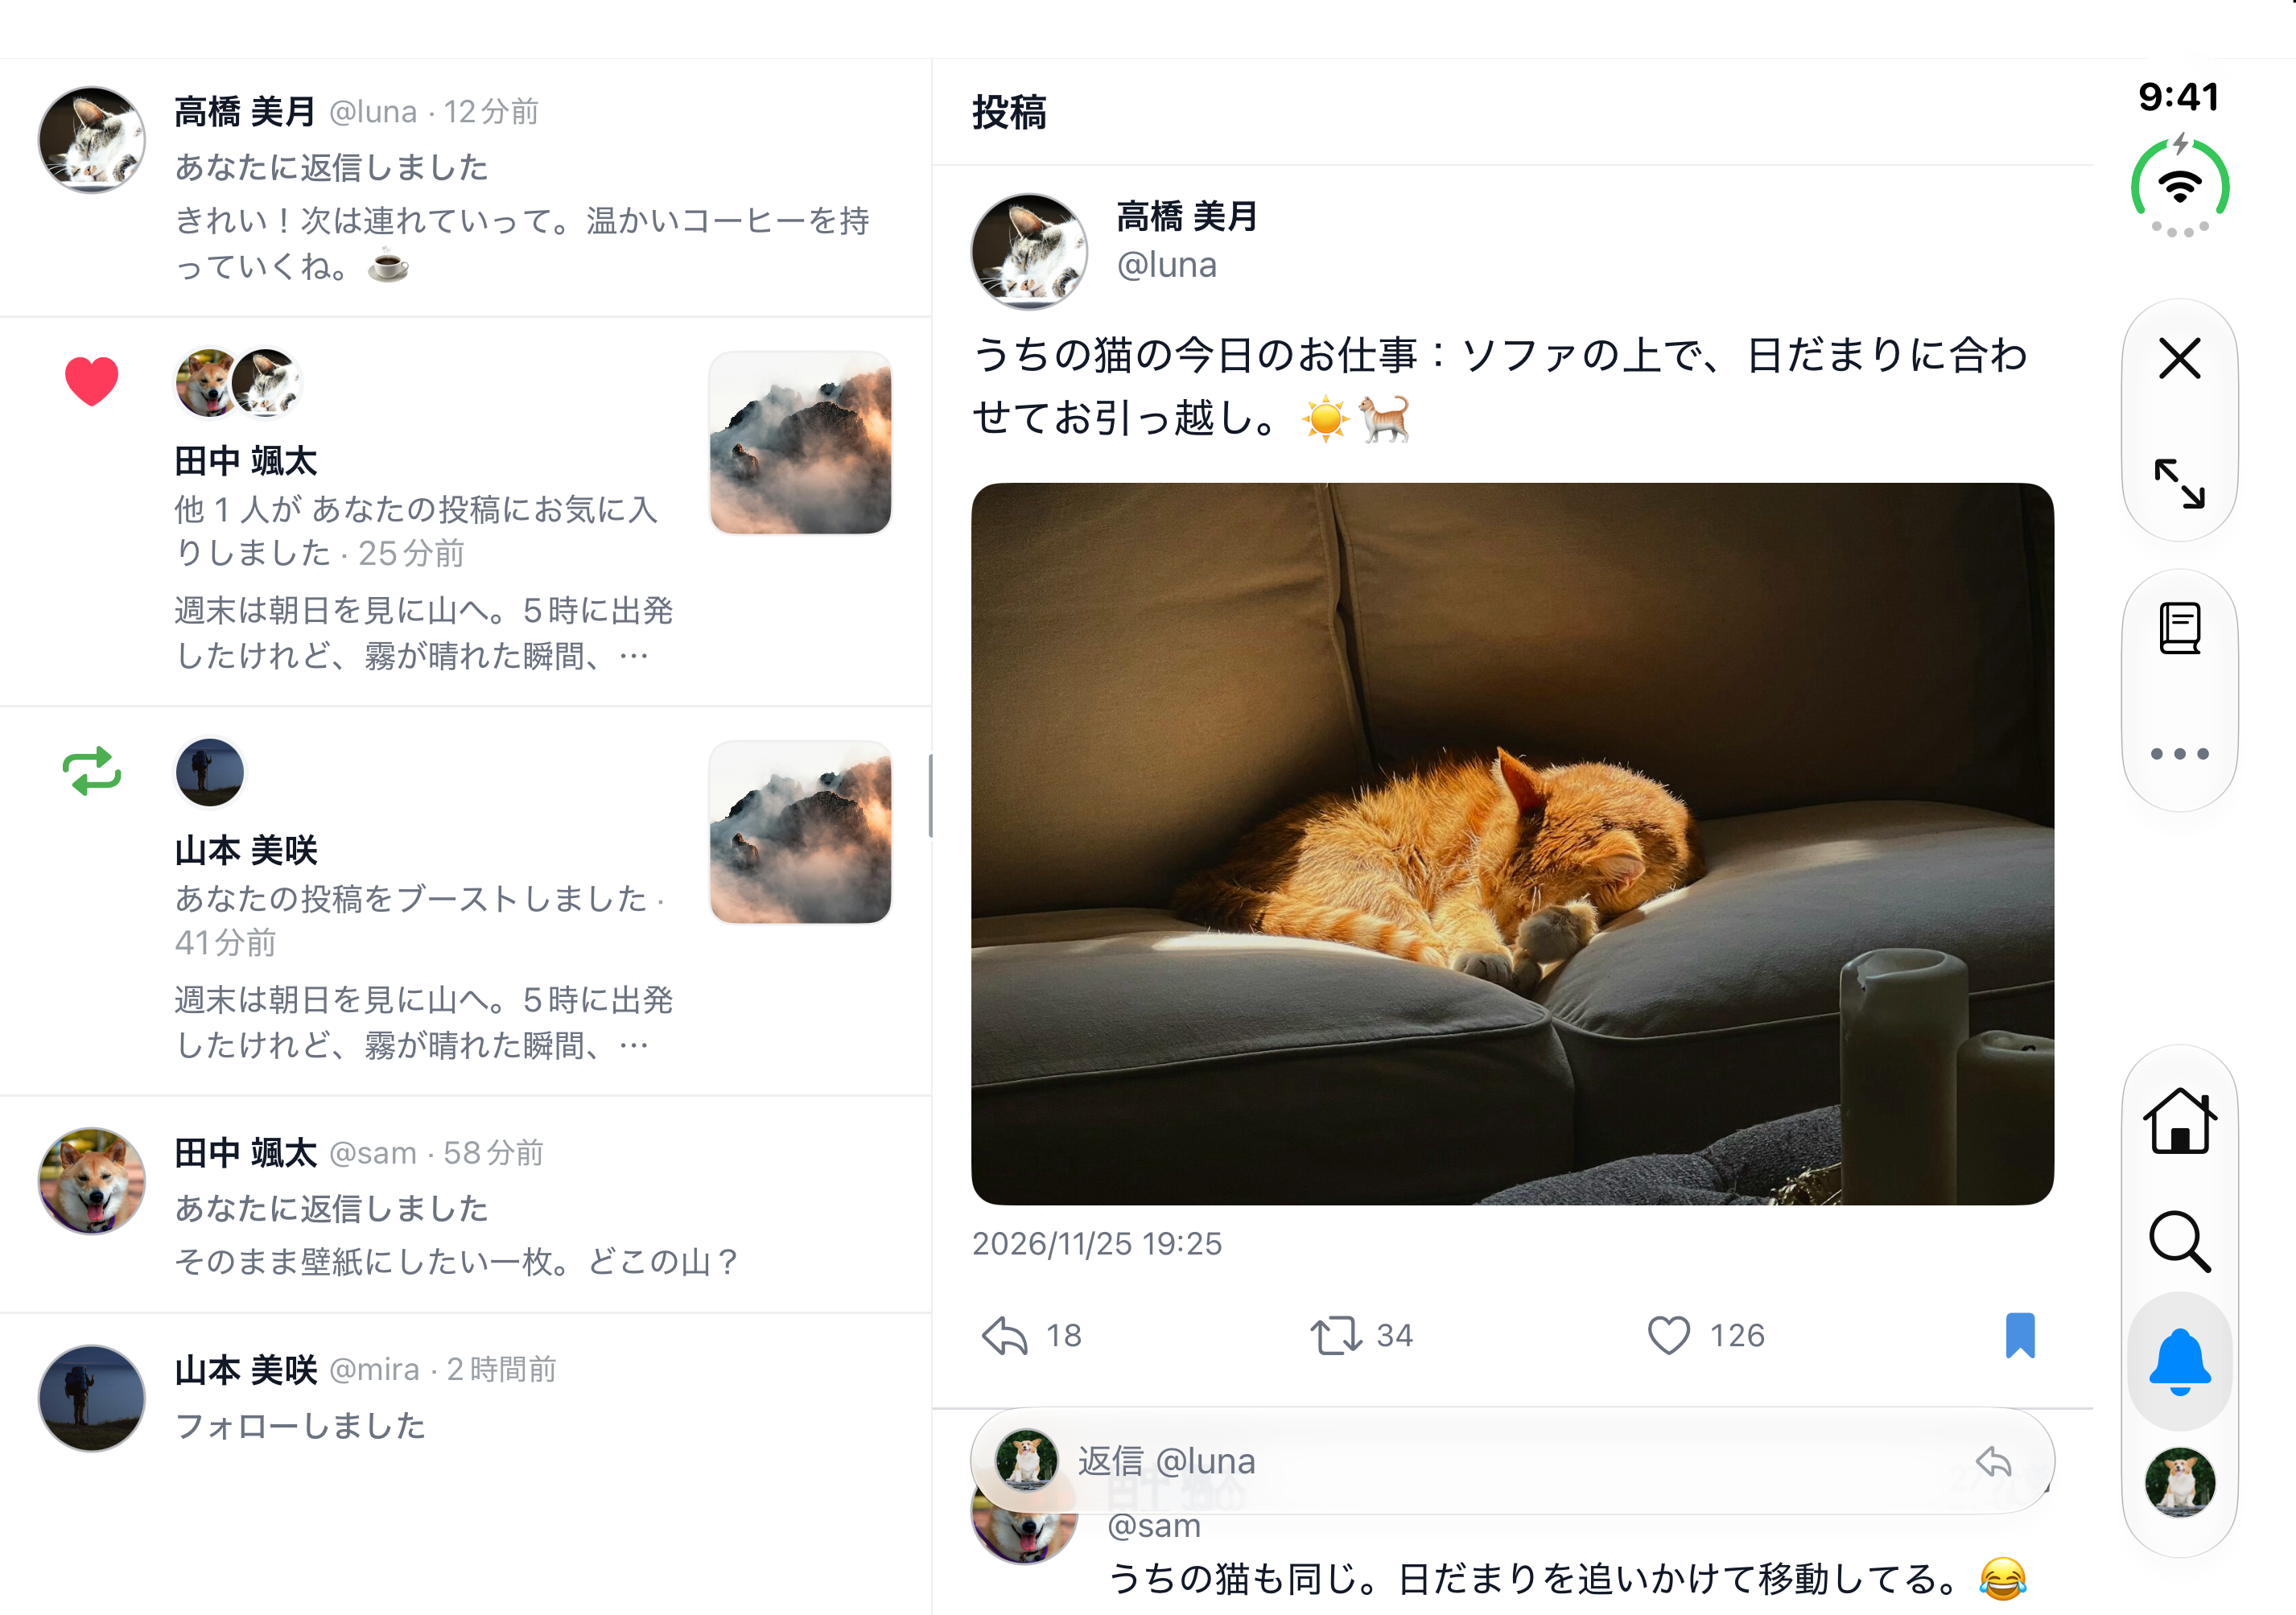 高橋 美月 @luna · 12分前
あなたに返信しました
きれい！次は連れていって。温かいコーヒーを持
っていくね。☕
田中 颯太
他 1 人が あなたの投稿にお気に入
りしました · 25分前
週末は朝日を見に山へ。5時に出発
したけれど、霧が晴れた瞬間、…
山本 美咲
あなたの投稿をブーストしました ·
41分前
週末は朝日を見に山へ。5時に出発
したけれど、霧が晴れた瞬間、…
田中 颯太 @sam · 58分前
あなたに返信しました
そのまま壁紙にしたい一枚。どこの山？
山本 美咲 @mira · 2時間前
フォローしました
投稿
高橋 美月
@luna
うちの猫の今日のお仕事：ソファの上で、日だまりに合わ
せてお引っ越し。☀️🐈
2026/11/25 19:25
18
34
126
返信 @luna
@sam
うちの猫も同じ。日だまりを追いかけて移動してる。😂
9:41